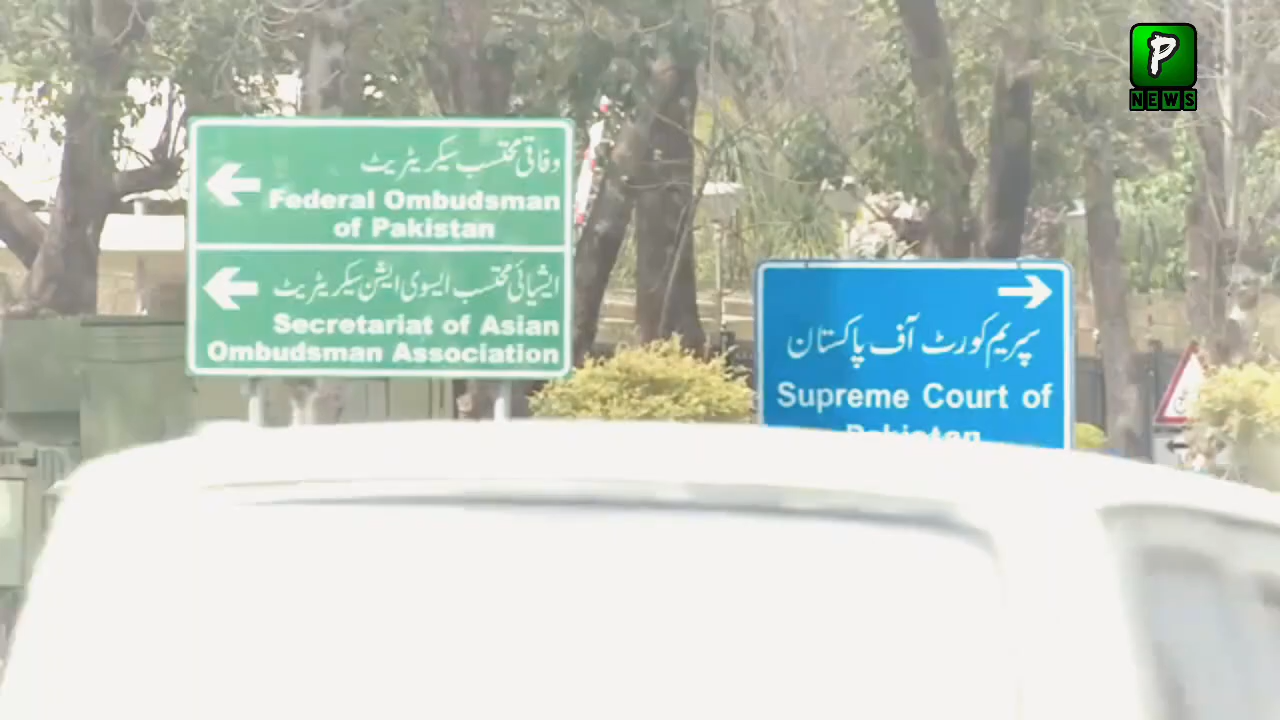 وفاقی محتسب سیکریٹریٹ
Federal Ombudsman
of Pakistan
ایشیائی محتسب ایسوی ایشن سیکریٹریٹ
Secretariat of Asian
Ombudsman Association
سپریم کورٹ آف پاکستان
Supreme Court of
Pakistan
P
NEWS